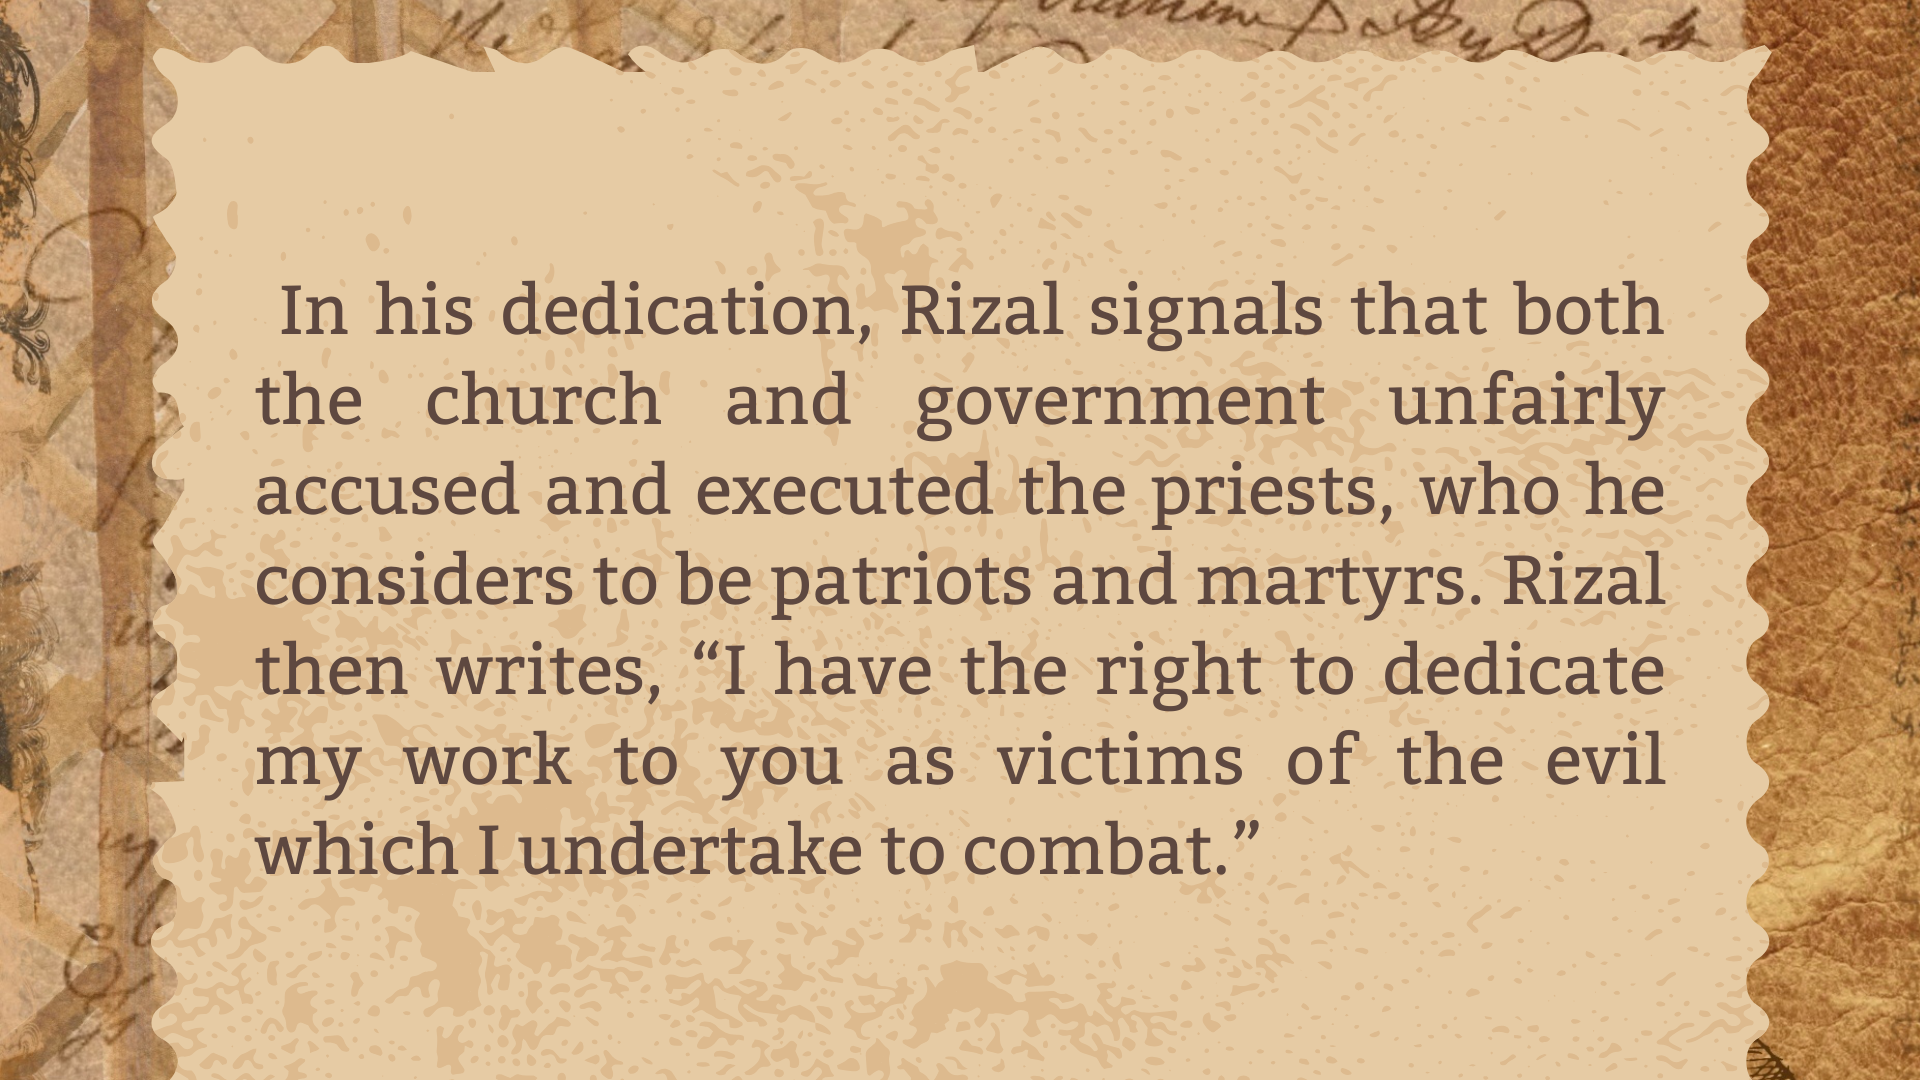 In his dedication, Rizal signals that both
the church and government unfairly
accused and executed the priests, who he
considers to be patriots and martyrs. Rizal
then writes, “I have the right to dedicate
my work to you as victims of the evil
which I undertake to combat.”